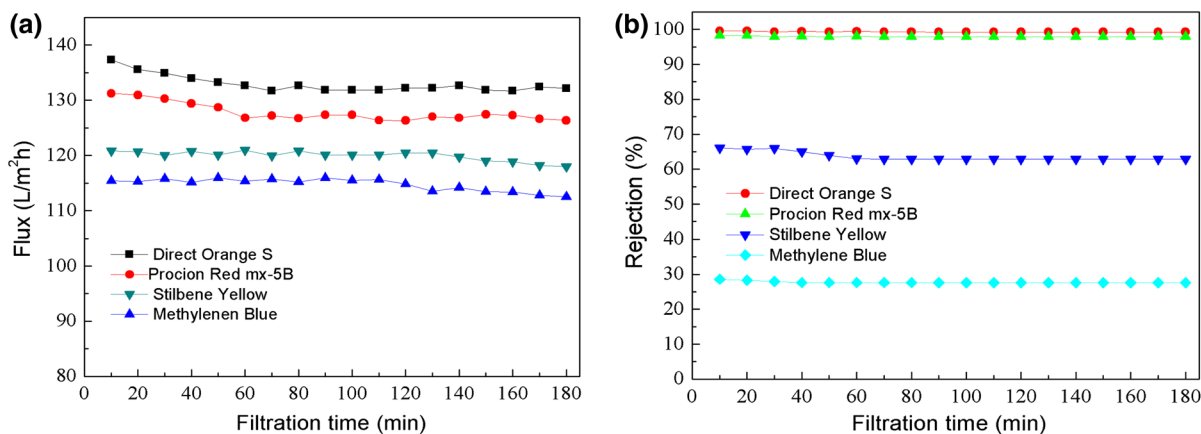 (a)
140
130
120
110
100
90
80
Flux (L/m²h)
Direct Orange S
Procion Red mx-5B
Stilbene Yellow
Methylenen Blue
0 20 40 60 80 100 120 140 160 180
Filtration time (min)
(b)
100
90
80
70
60
50
40
30
20
10
0
Rejection (%)
Direct Orange S
Procion Red mx-5B
Stilbene Yellow
Methylene Blue
0 20 40 60 80 100 120 140 160 180
Filtration time (min)